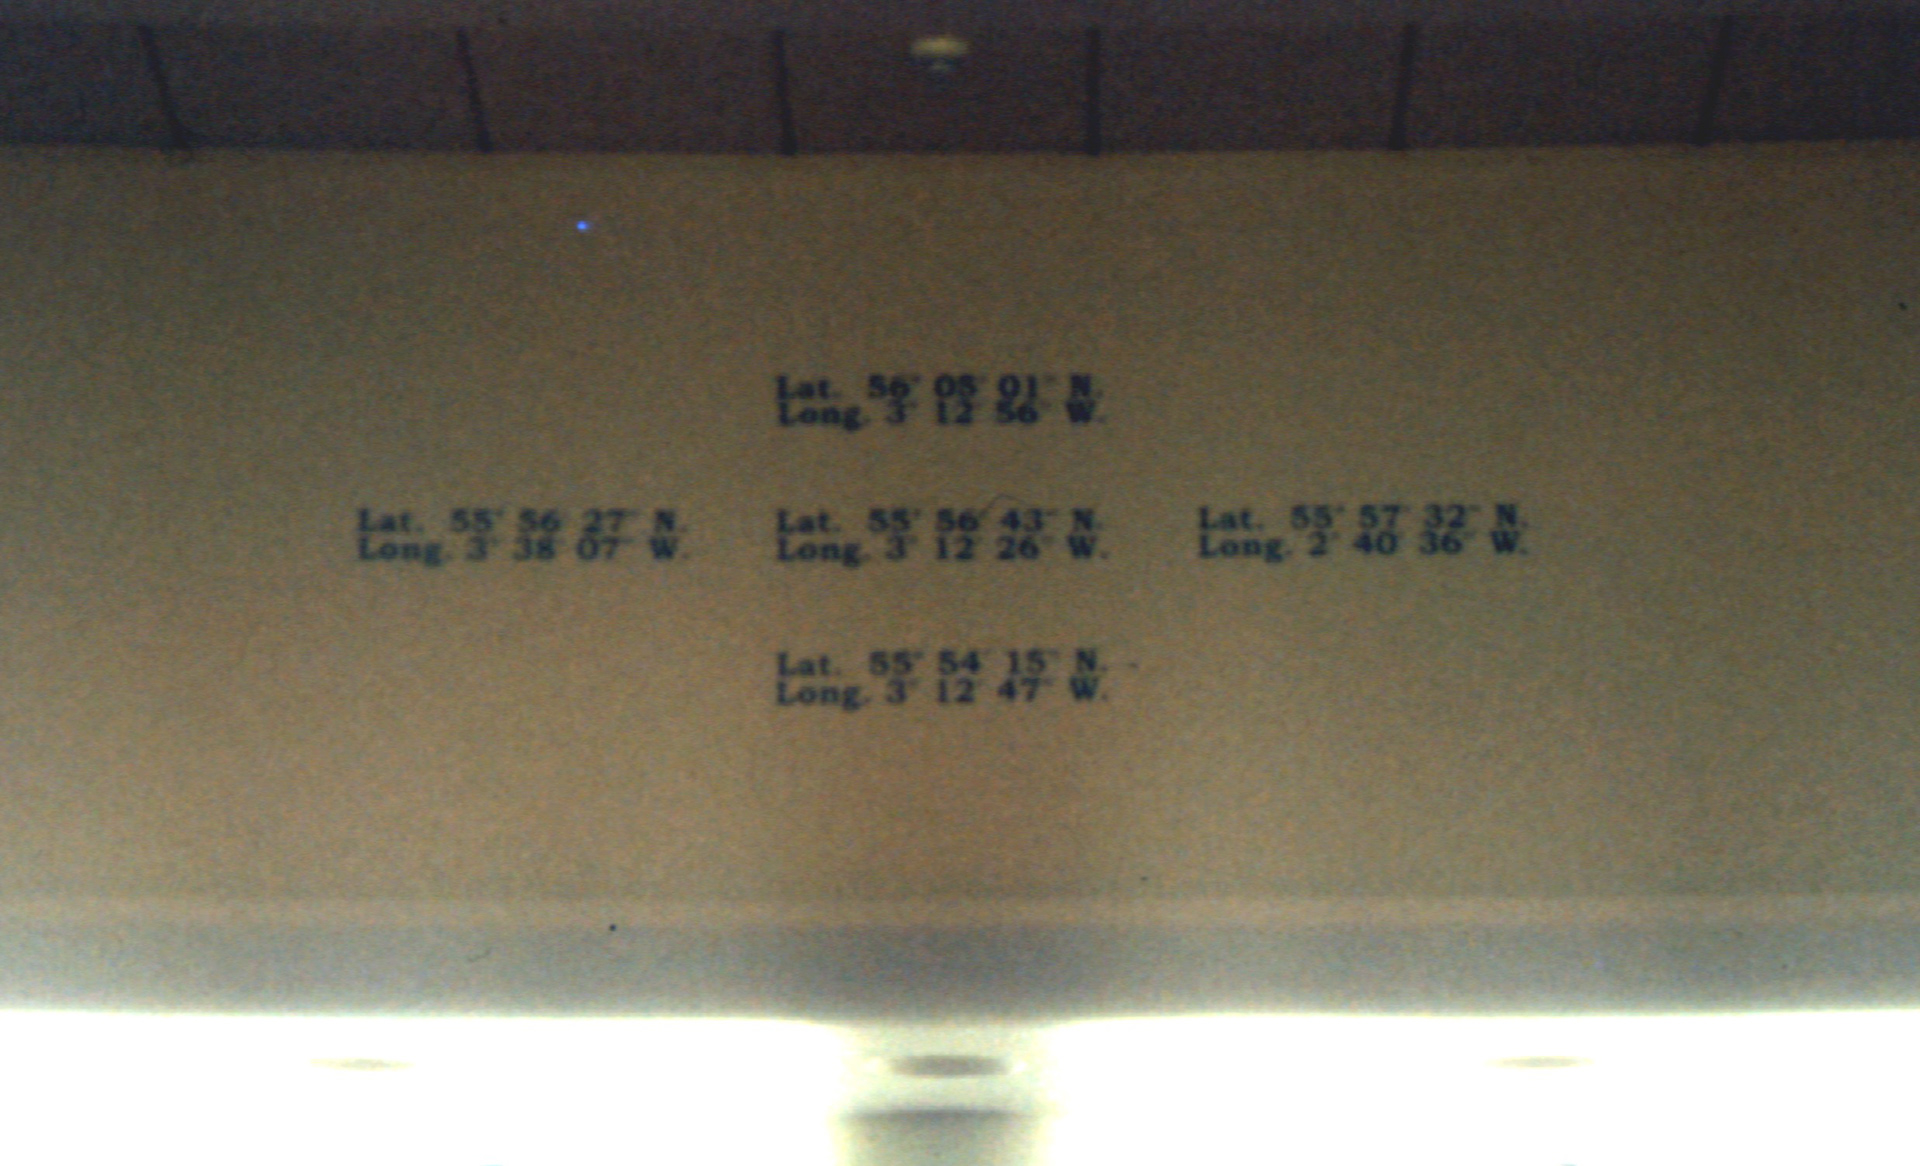 Lat. 56° 05' 01" N.
Long. 3° 12' 56" W.
Lat. 55° 56' 27" N.
Long. 3° 38' 07" W.
Lat. 55° 56' 43" N.
Long. 3° 12' 26" W.
Lat. 55° 57' 32" N.
Long. 2° 40' 36" W.
Lat. 55° 54' 15" N.
Long. 3° 12' 47" W.